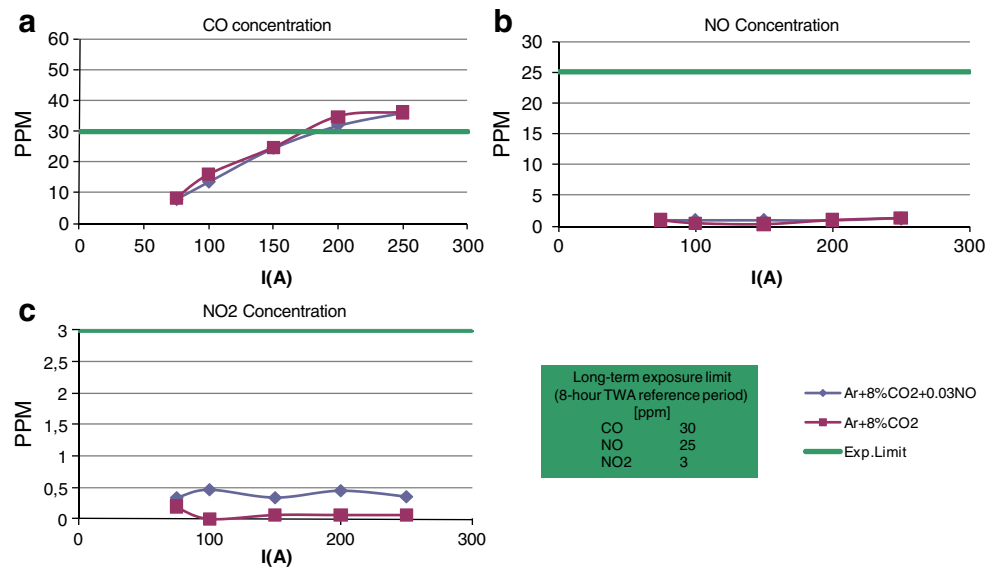 a
CO concentration
60
50
40
30
20
10
0
PPM
0 50 100 150 200 250 300
I(A)
b
NO Concentration
30
25
20
15
10
5
0
PPM
0 100 200 300
I(A)
c
NO2 Concentration
3
2,5
2
1,5
1
0,5
0
PPM
0 100 200 300
I(A)
Long-term exposure limit
(8-hour TWA reference period)
[ppm]
CO 30
NO 25
NO2 3
Ar+8%CO2+0.03NO
Ar+8%CO2
Exp.Limit